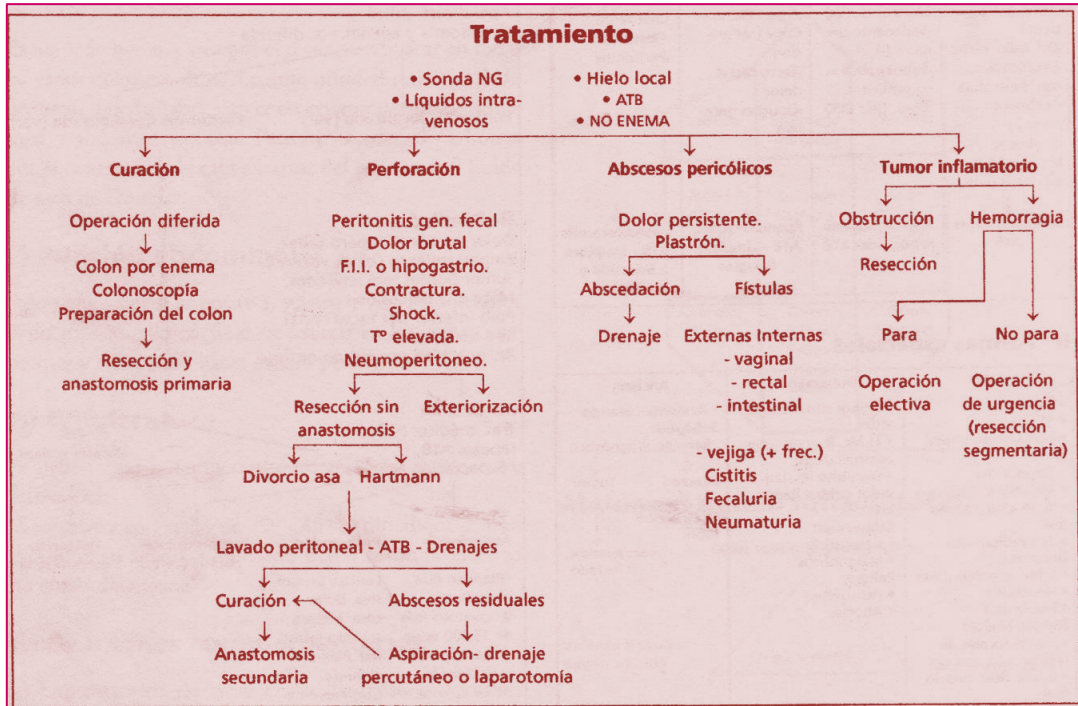 Tratamiento
• Sonda NG
• Líquidos intra-
venosos
• Hielo local
• ATB
• NO ENEMA
Curación
Operación diferida
Colon por enema
Colonoscopía
Preparación del colon
Resección y
anastomosis primaria
Perforación
Peritonitis gen. fecal
Dolor brutal
F.I.I. o hipogastrio.
Contractura.
Shock.
Tº elevada.
Neumoperitoneo.
Resección sin
anastomosis
Exteriorización
Divorcio asa
Hartmann
Lavado peritoneal - ATB - Drenajes
Curación
Abscesos residuales
Anastomosis
secundaria
Aspiración- drenaje
percutáneo o laparotomía
Abscesos pericólicos
Dolor persistente.
Plastrón.
Abscedación
Fístulas
Drenaje
Externas Internas
- vaginal
- rectal
- intestinal
- vejiga (+ frec.)
Cistitis
Fecaluria
Neumaturia
Tumor inflamatorio
Obstrucción
Hemorragia
Resección
Para
No para
Operación
electiva
Operación
de urgencia
(resección
segmentaria)